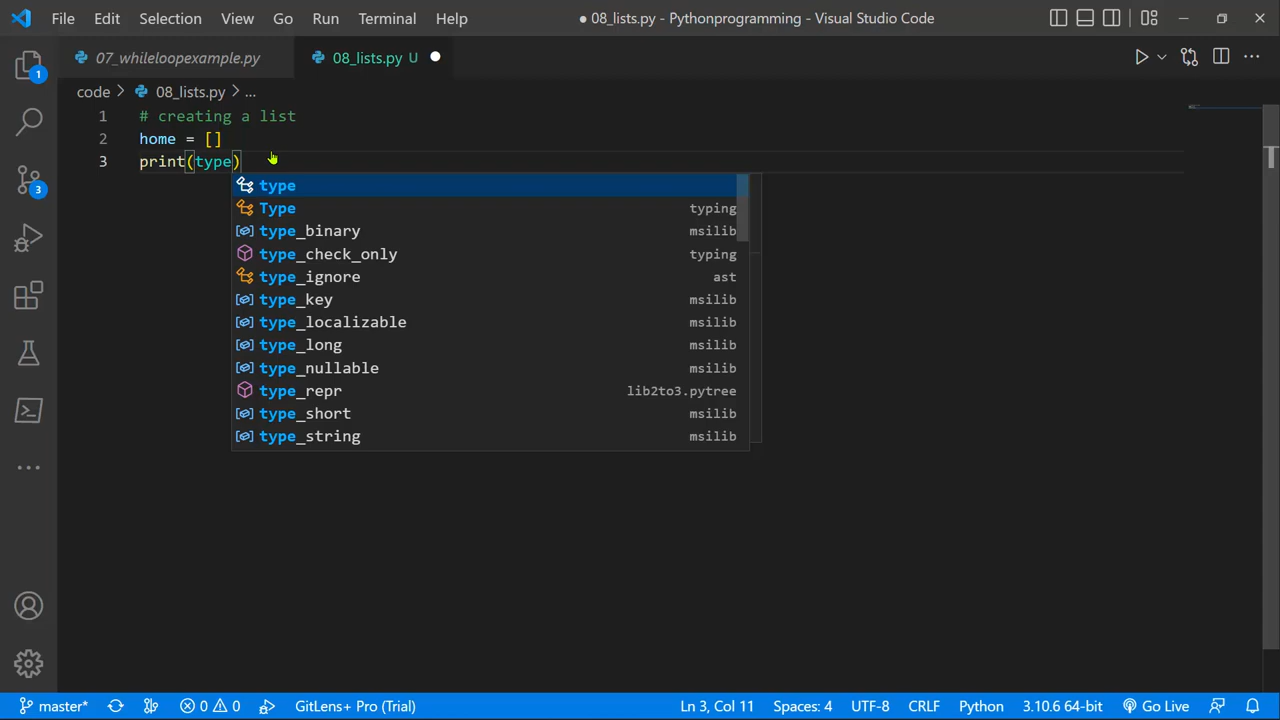 File Edit Selection View Go Run Terminal Help ● 08_lists.py - Pythonprogramming - Visual Studio Code
07_whileloopexample.py 08_lists.py U
code > 08_lists.py > ...
1 # creating a list
2 home = []
3 print(type)
type
Type typing
type_binary msilib
type_check_only typing
type_ignore ast
type_key msilib
type_localizable msilib
type_long msilib
type_nullable msilib
type_repr lib2to3.pytree
type_short msilib
type_string msilib
1
3
master* 0 0 GitLens+ Pro (Trial) Ln 3, Col 11 Spaces: 4 UTF-8 CRLF Python 3.10.6 64-bit Go Live